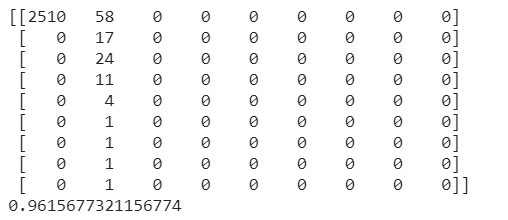 [[2510 58 0 0 0 0 0 0 0]
[ 0 17 0 0 0 0 0 0 0]
[ 0 24 0 0 0 0 0 0 0]
[ 0 11 0 0 0 0 0 0 0]
[ 0 4 0 0 0 0 0 0 0]
[ 0 1 0 0 0 0 0 0 0]
[ 0 1 0 0 0 0 0 0 0]
[ 0 1 0 0 0 0 0 0 0]
[ 0 1 0 0 0 0 0 0 0]]
0.9615677321156774